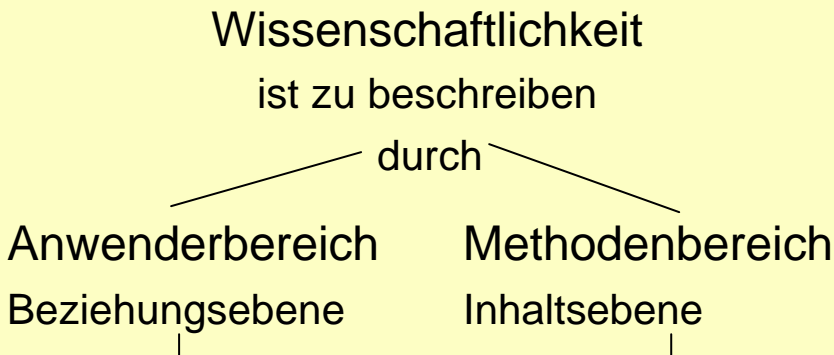 Wissenschaftlichkeit
ist zu beschreiben
durch
Anwenderbereich Methodenbereich
Beziehungsebene Inhaltsebene